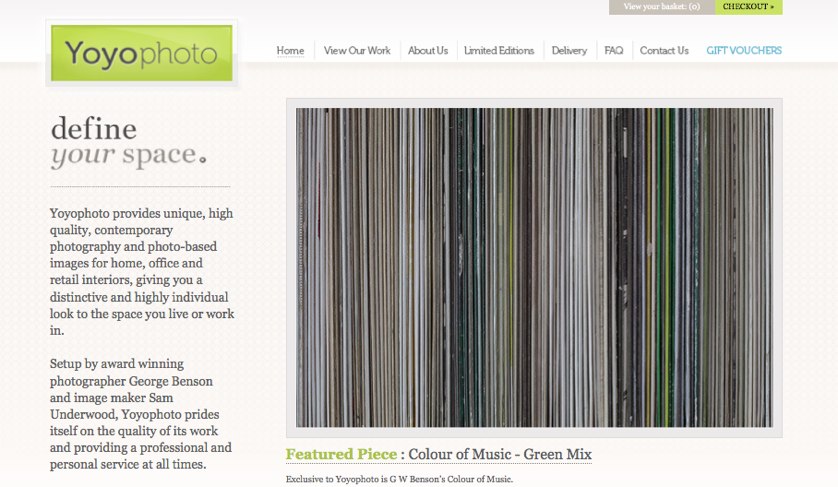 View your basket: (0) CHECKOUT »
Yoyophoto
Home View Our Work About Us Limited Editions Delivery FAQ Contact Us GIFT VOUCHERS
define
your space.
Yoyophoto provides unique, high
quality, contemporary
photography and photo-based
images for home, office and
retail interiors, giving you a
distinctive and highly individual
look to the space you live or work
in.
Setup by award winning
photographer George Benson
and image maker Sam
Underwood, Yoyophoto prides
itself on the quality of its work
and providing a professional and
personal service at all times.
Featured Piece : Colour of Music - Green Mix
Exclusive to Yoyophoto is G W Benson's Colour of Music.